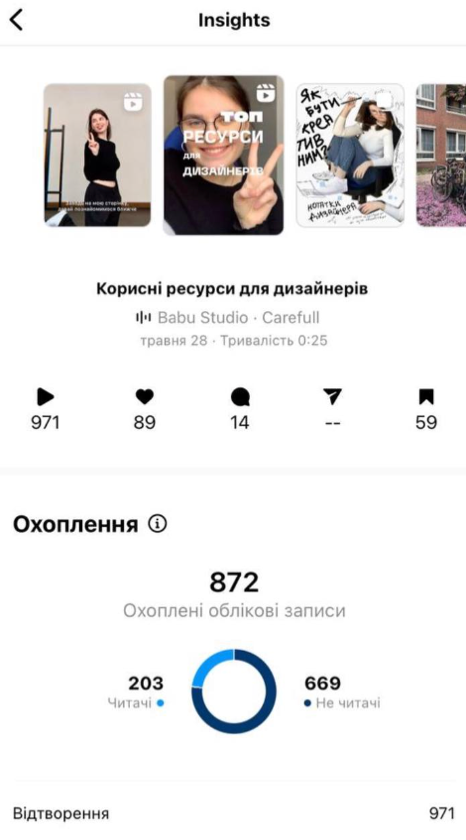 Insights
ТОП
РЕСУРСИ
для
ДИЗАЙНЕРІВ
Як
бути
креа
тив
ним?
нотатки
дизайнера
Корисні ресурси для дизайнерів
Babu Studio · Carefull
травня 28 · Тривалість 0:25
971 89 14 -- 59
Охоплення
872
Охоплені облікові записи
203 669
Читачі Не читачі
Відтворення 971